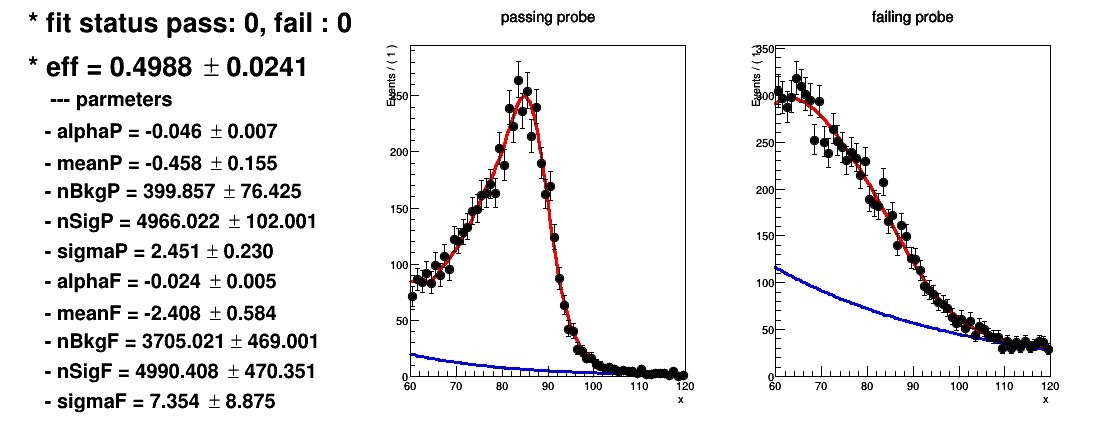 * fit status pass: 0, fail : 0
* eff = 0.4988 ± 0.0241
--- parmeters
- alphaP = -0.046 ± 0.007
- meanP = -0.458 ± 0.155
- nBkgP = 399.857 ± 76.425
- nSigP = 4966.022 ± 102.001
- sigmaP = 2.451 ± 0.230
- alphaF = -0.024 ± 0.005
- meanF = -2.408 ± 0.584
- nBkgF = 3705.021 ± 469.001
- nSigF = 4990.408 ± 470.351
- sigmaF = 7.354 ± 8.875
passing probe
Events / ( 1 )
250
200
150
100
50
0
60 70 80 90 100 110 120
x
failing probe
Events / ( 1 )
350
300
250
200
150
100
50
0
60 70 80 90 100 110 120
x